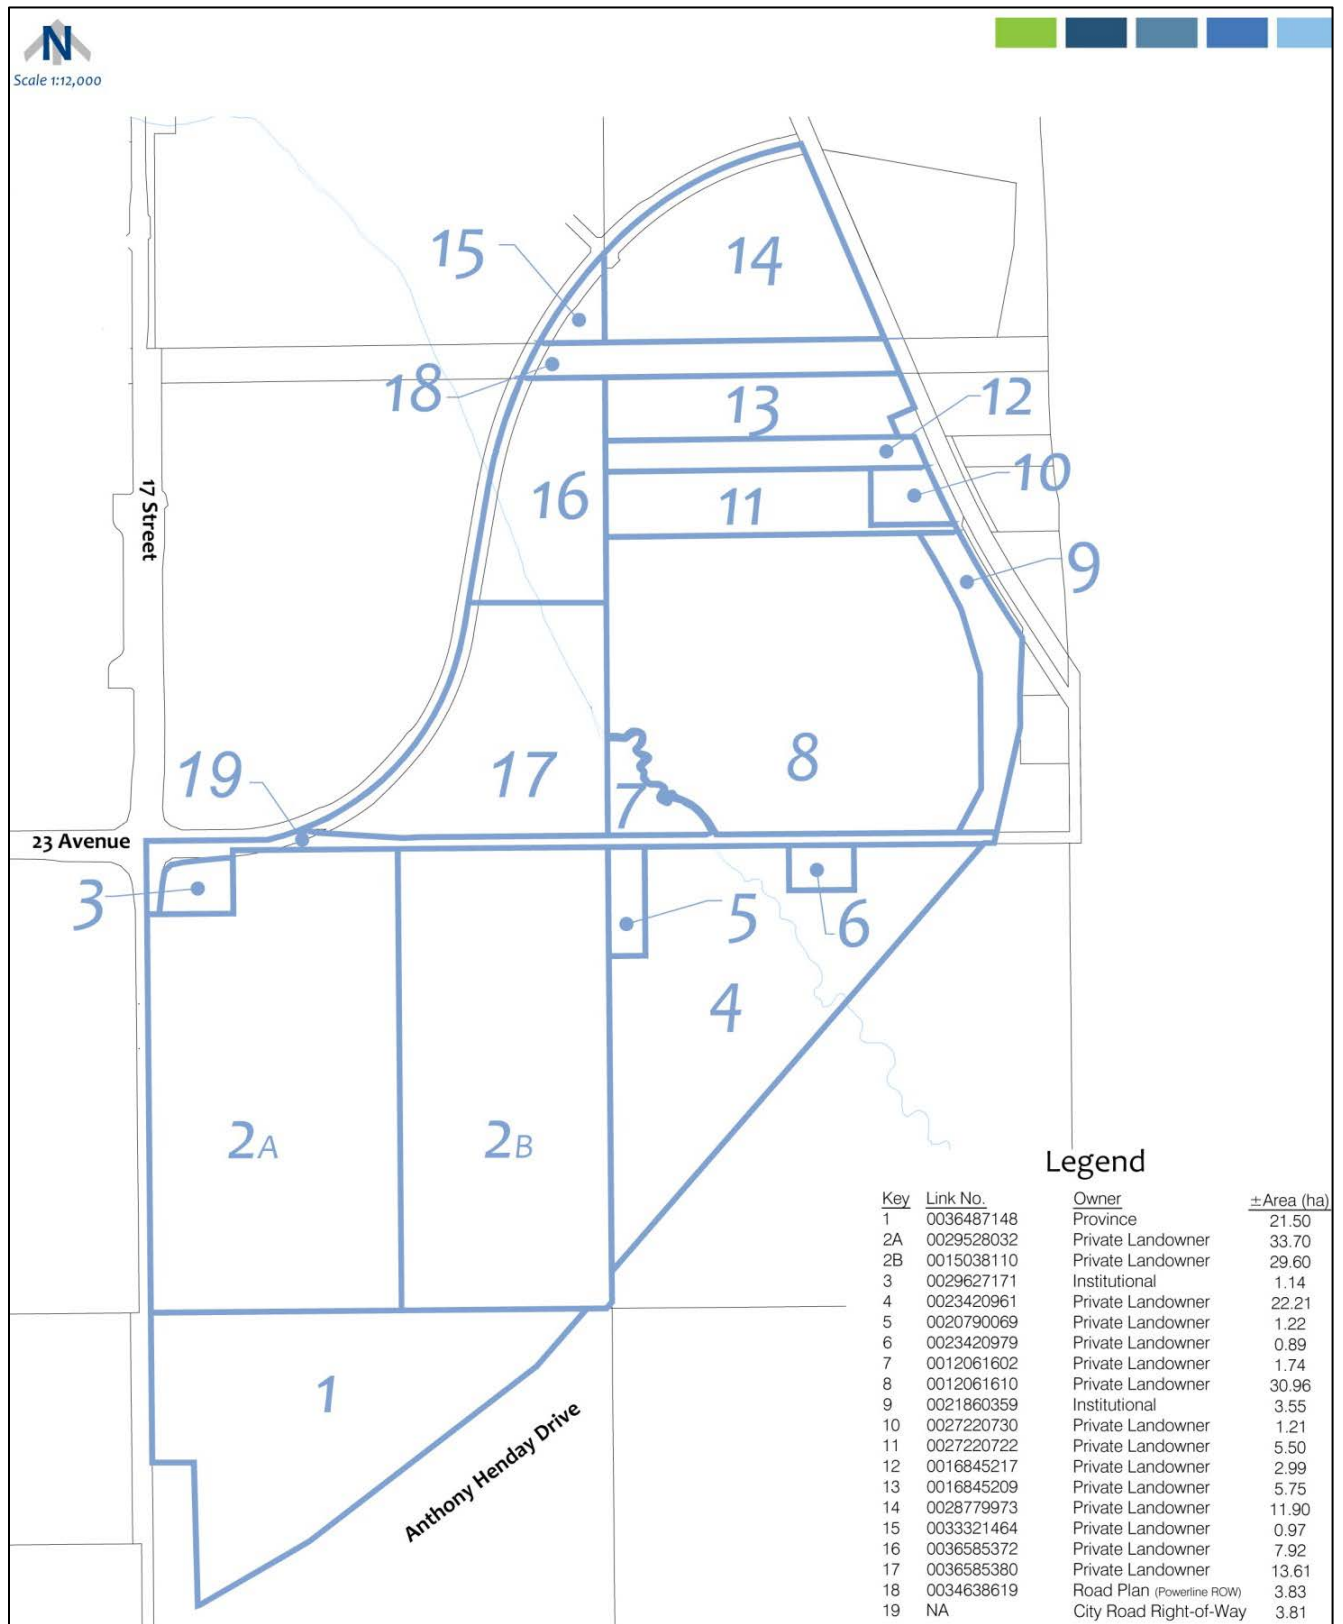 N
Scale 1:12,000
15
14
18
13
12
17 Street
16
11
10
9
19
17
7
8
23 Avenue
3
5
6
4
2A
2B
1
Anthony Henday Drive
Legend
Key Link No. Owner ±Area (ha)
1 0036487148 Province 21.50
2A 0029528032 Private Landowner 33.70
2B 0015038110 Private Landowner 29.60
3 0029627171 Institutional 1.14
4 0023420961 Private Landowner 22.21
5 0020790069 Private Landowner 1.22
6 0023420979 Private Landowner 0.89
7 0012061602 Private Landowner 1.74
8 0012061610 Private Landowner 30.96
9 0021860359 Institutional 3.55
10 0027220730 Private Landowner 1.21
11 0027220722 Private Landowner 5.50
12 0016845217 Private Landowner 2.99
13 0016845209 Private Landowner 5.75
14 0028779973 Private Landowner 11.90
15 0033321464 Private Landowner 0.97
16 0036585372 Private Landowner 7.92
17 0036585380 Private Landowner 13.61
18 0034638619 Road Plan (Powerline ROW) 3.83
19 NA City Road Right-of-Way 3.81